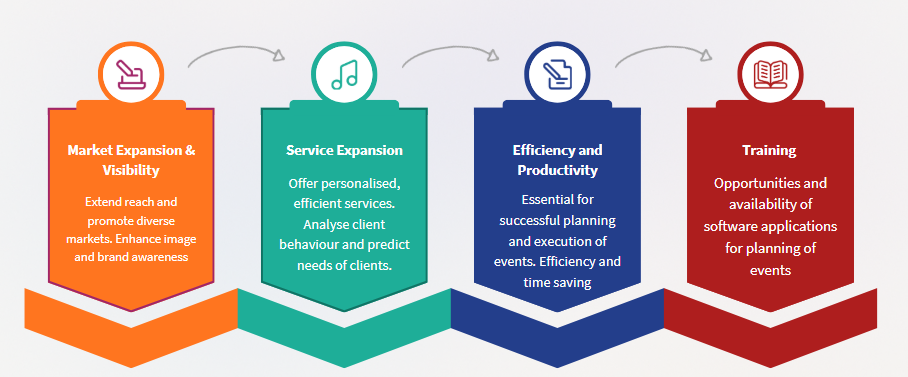 Market Expansion &
Visibility
Extend reach and
promote diverse
markets. Enhance image
and brand awareness
Service Expansion
Offer personalised,
efficient services.
Analyse client
behaviour and predict
needs of clients.
Efficiency and
Productivity
Essential for
successful planning
and execution of
events. Efficiency and
time saving
Training
Opportunities and
availability of
software applications
for planning of
events